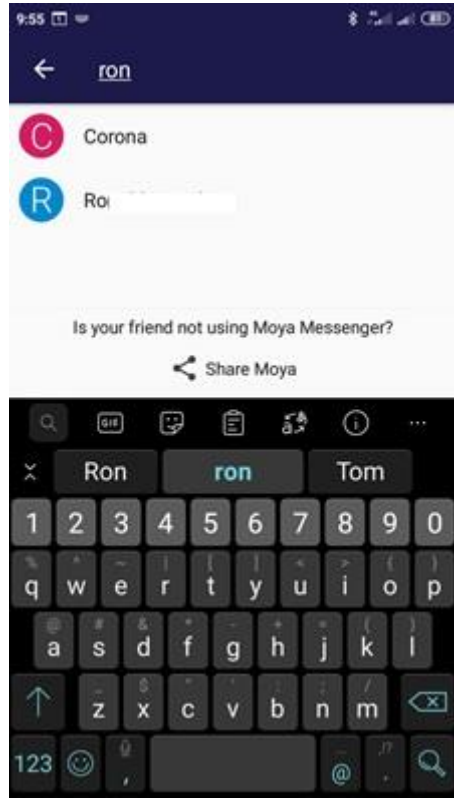 9:55
ron
C Corona
R Ro
Is your friend not using Moya Messenger?
Share Moya
GIF
Ron ron Tom
1 2 3 4 5 6 7 8 9 0
q w e r t y u i o p
a s d f g h j k l
z x c v b n m
123 , @ .